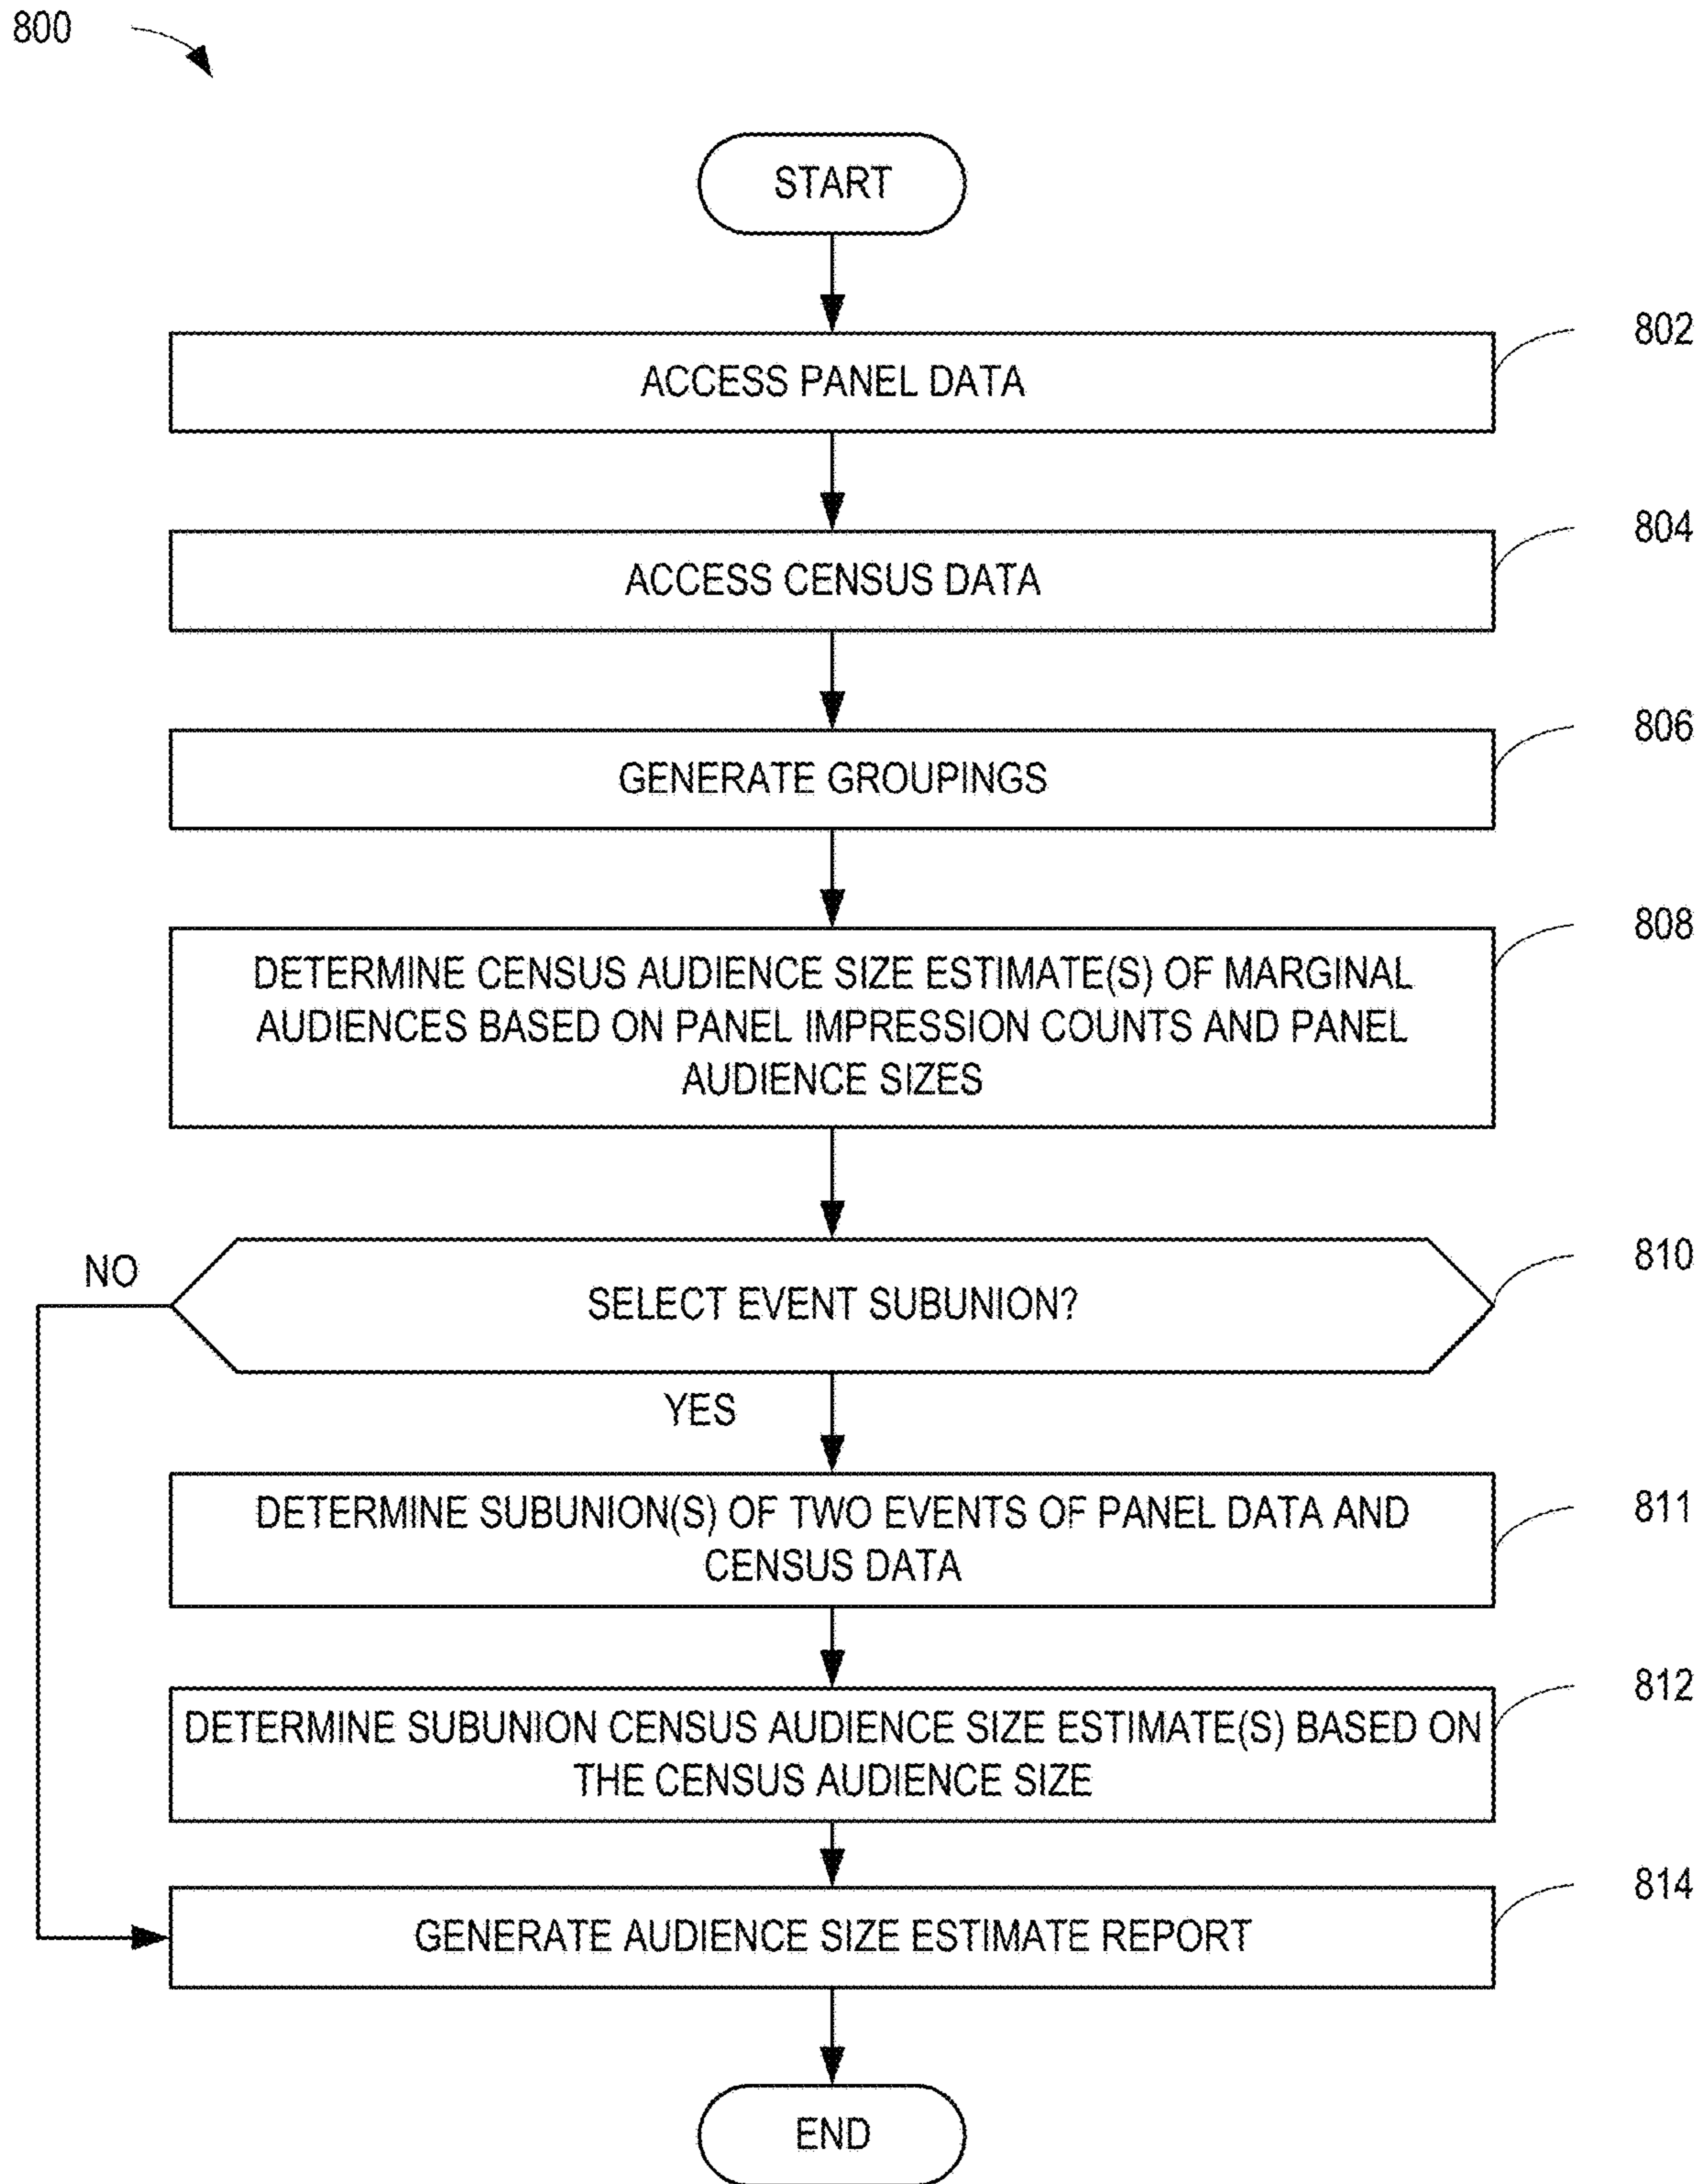 800
START
802
ACCESS PANEL DATA
804
ACCESS CENSUS DATA
806
GENERATE GROUPINGS
808
DETERMINE CENSUS AUDIENCE SIZE ESTIMATE(S) OF MARGINAL
AUDIENCES BASED ON PANEL IMPRESSION COUNTS AND PANEL
AUDIENCE SIZES
810
NO
SELECT EVENT SUBUNION?
YES
811
DETERMINE SUBUNION(S) OF TWO EVENTS OF PANEL DATA AND
CENSUS DATA
812
DETERMINE SUBUNION CENSUS AUDIENCE SIZE ESTIMATE(S) BASED ON
THE CENSUS AUDIENCE SIZE
814
GENERATE AUDIENCE SIZE ESTIMATE REPORT
END